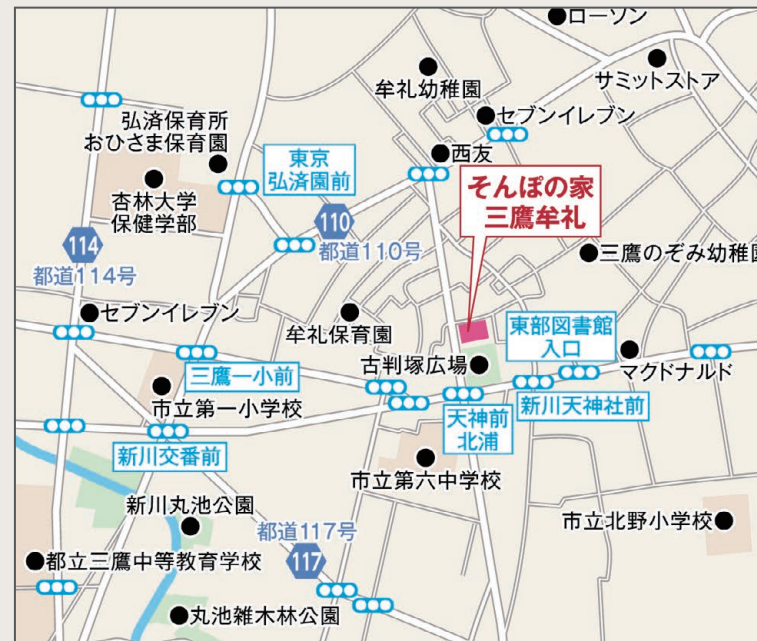 ローソン
サミットストア
牟礼幼稚園
セブンイレブン
弘済保育所
おひさま保育園
東京
弘済園前
西友
そんぽの家
三鷹牟礼
杏林大学
保健学部
110
都道110号
114
都道114号
三鷹のぞみ幼稚園
セブンイレブン
牟礼保育園
東部図書館
入口
三鷹一小前
古判塚広場
マクドナルド
市立第一小学校
天神前
北浦
新川天神社前
新川交番前
市立第六中学校
新川丸池公園
都道117号
117
市立北野小学校
都立三鷹中等教育学校
丸池雑木林公園